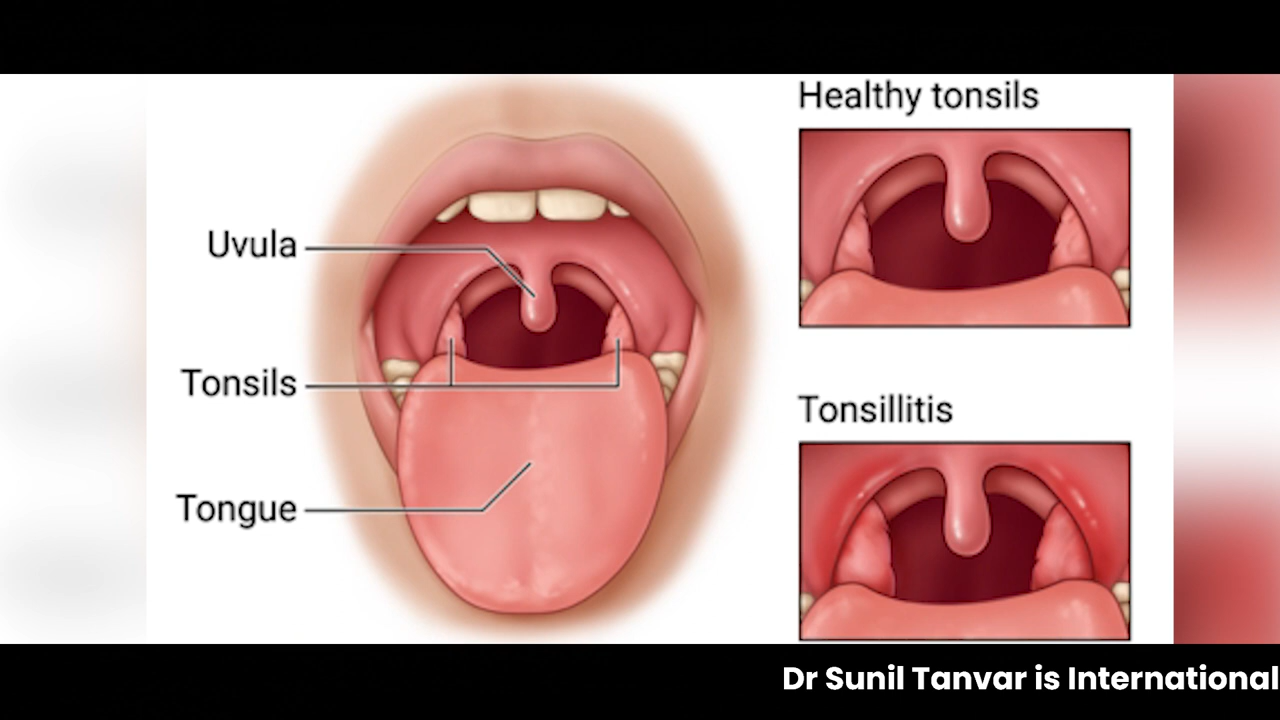 Healthy tonsils
Uvula
Tonsils
Tongue
Tonsillitis
Dr Sunil Tanvar is International